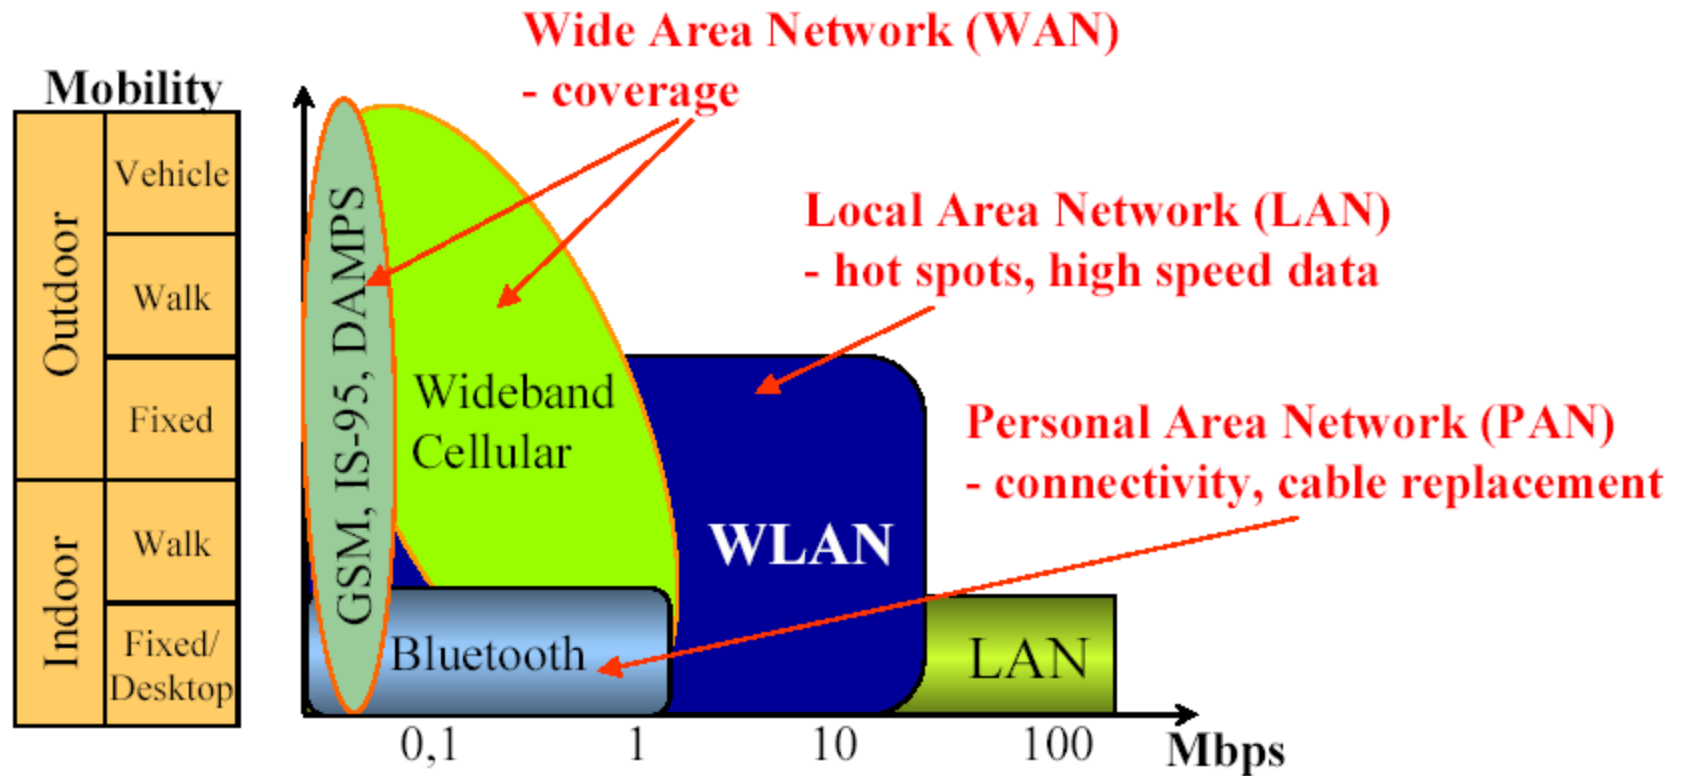 Wide Area Network (WAN)
- coverage
Mobility
Outdoor
Vehicle
Walk
Fixed
Indoor
Walk
Fixed/
Desktop
GSM, IS-95, DAMPS
Wideband
Cellular
Local Area Network (LAN)
- hot spots, high speed data
Personal Area Network (PAN)
- connectivity, cable replacement
WLAN
Bluetooth
LAN
0,1 1 10 100 Mbps